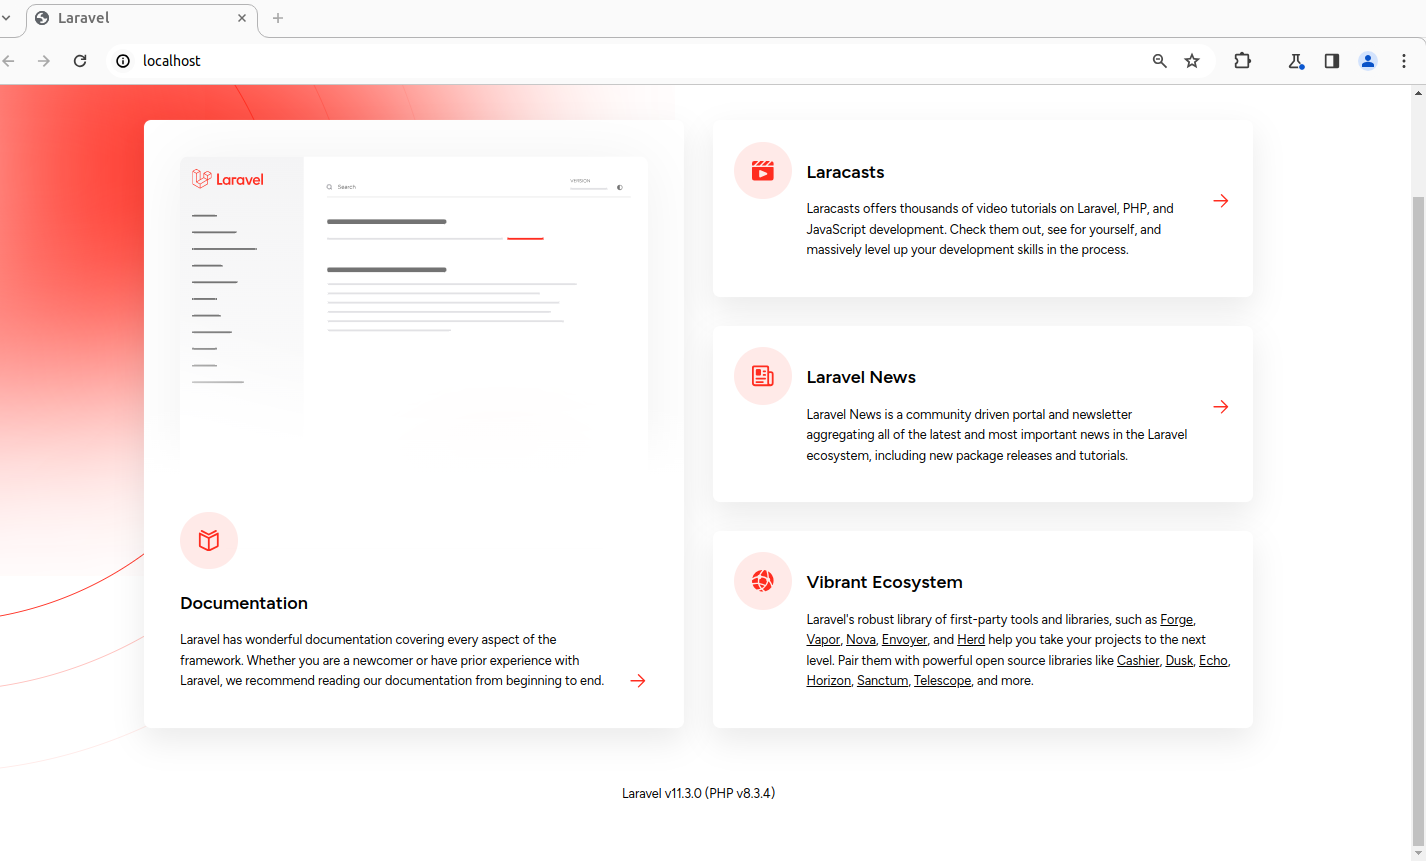 Laravel
localhost
Laravel
Search
VERSION
Documentation
Laravel has wonderful documentation covering every aspect of the
framework. Whether you are a newcomer or have prior experience with
Laravel, we recommend reading our documentation from beginning to end.
Laracasts
Laracasts offers thousands of video tutorials on Laravel, PHP, and
JavaScript development. Check them out, see for yourself, and
massively level up your development skills in the process.
Laravel News
Laravel News is a community driven portal and newsletter
aggregating all of the latest and most important news in the Laravel
ecosystem, including new package releases and tutorials.
Vibrant Ecosystem
Laravel's robust library of first-party tools and libraries, such as Forge,
Vapor, Nova, Envoyer, and Herd help you take your projects to the next
level. Pair them with powerful open source libraries like Cashier, Dusk, Echo,
Horizon, Sanctum, Telescope, and more.
Laravel v11.3.0 (PHP v8.3.4)